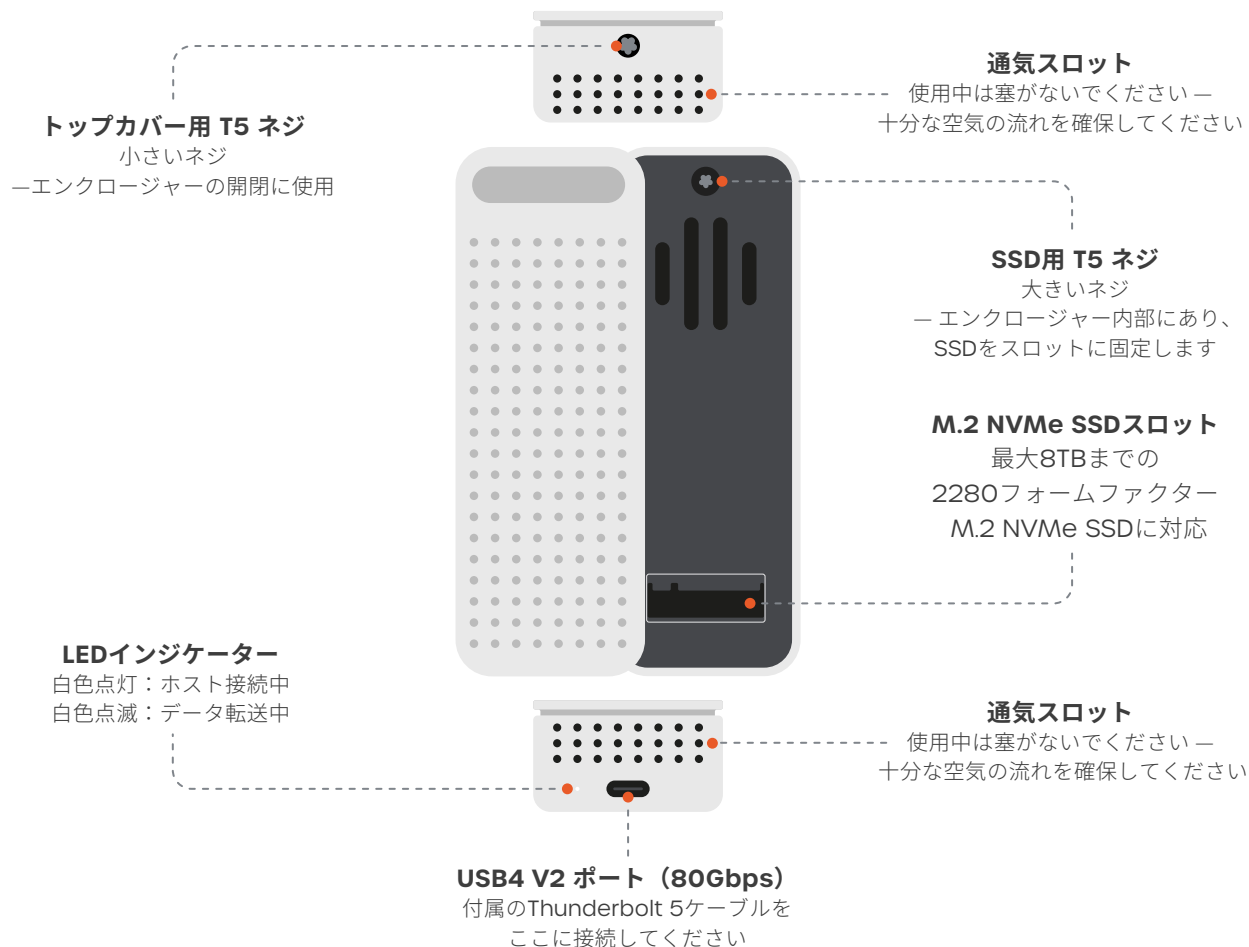 通気スロット
使用中は塞がないでください —
十分な空気の流れを確保してください
トップカバー用 T5 ネジ
小さいネジ
—エンクロージャーの開閉に使用
SSD用 T5 ネジ
大きいネジ
— エンクロージャー内部にあり、
SSDをスロットに固定します
M.2 NVMe SSDスロット
最大8TBまでの
2280フォームファクター
M.2 NVMe SSDに対応
LEDインジケーター
白色点灯：ホスト接続中
白色点滅：データ転送中
通気スロット
使用中は塞がないでください —
十分な空気の流れを確保してください
USB4 V2 ポート（80Gbps）
付属のThunderbolt 5ケーブルを
ここに接続してください